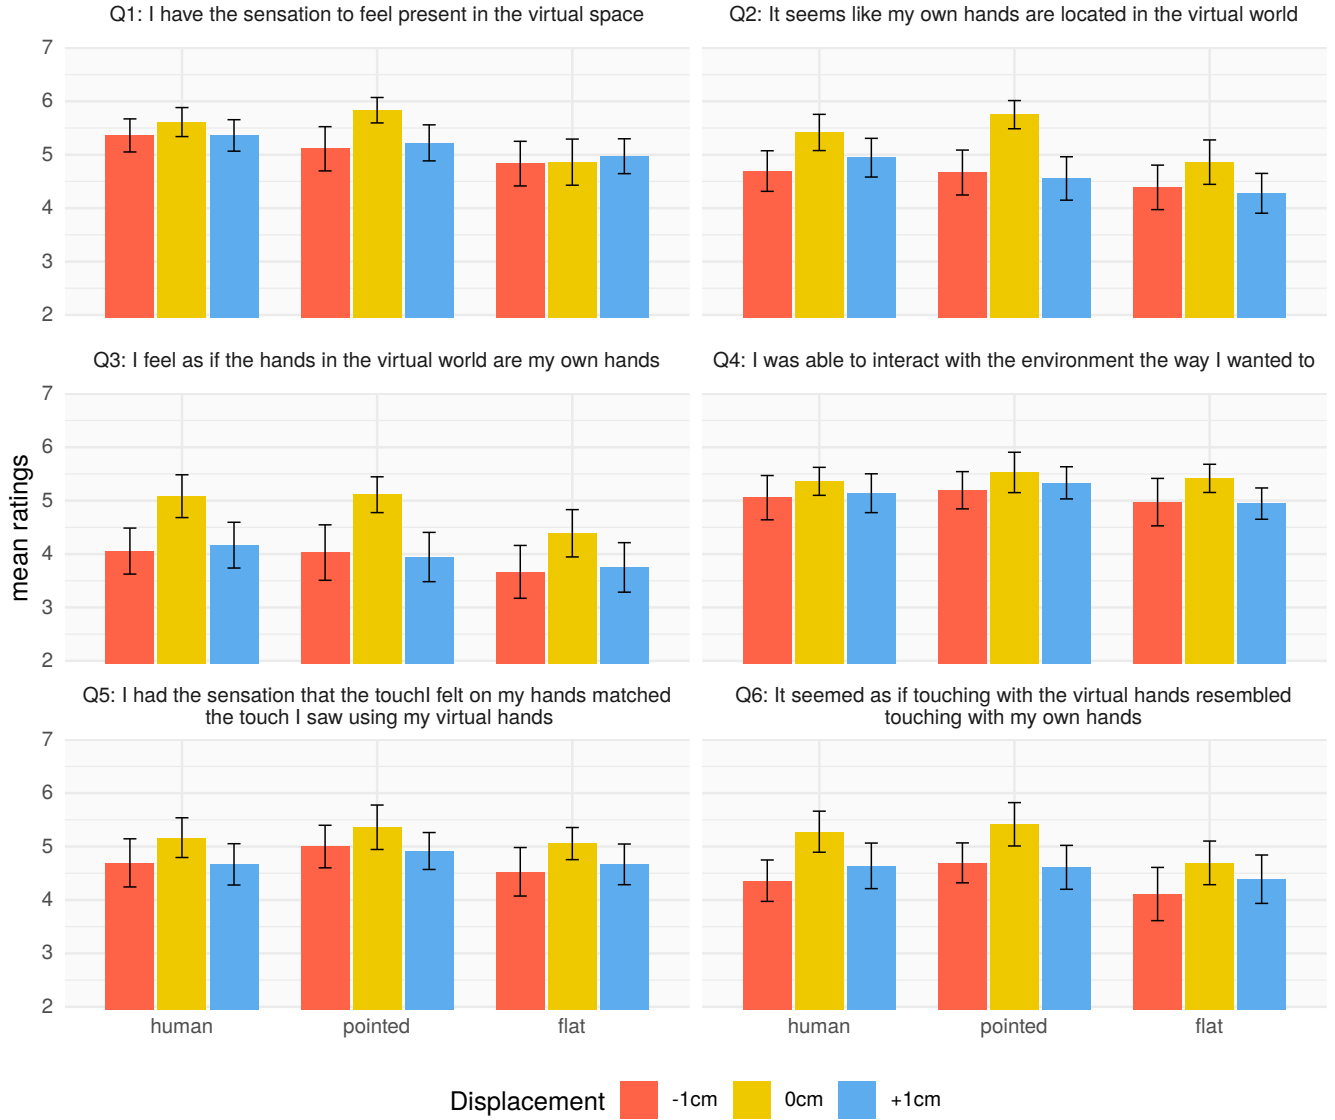 Q1: I have the sensation to feel present in the virtual space
Q2: It seems like my own hands are located in the virtual world
7
6
5
4
3
2
Q3: I feel as if the hands in the virtual world are my own hands
Q4: I was able to interact with the environment the way I wanted to
7
6
5
4
3
2
mean ratings
Q5: I had the sensation that the touchI felt on my hands matched
the touch I saw using my virtual hands
Q6: It seemed as if touching with the virtual hands resembled
touching with my own hands
7
6
5
4
3
2
human pointed flat
human pointed flat
Displacement -1cm 0cm +1cm